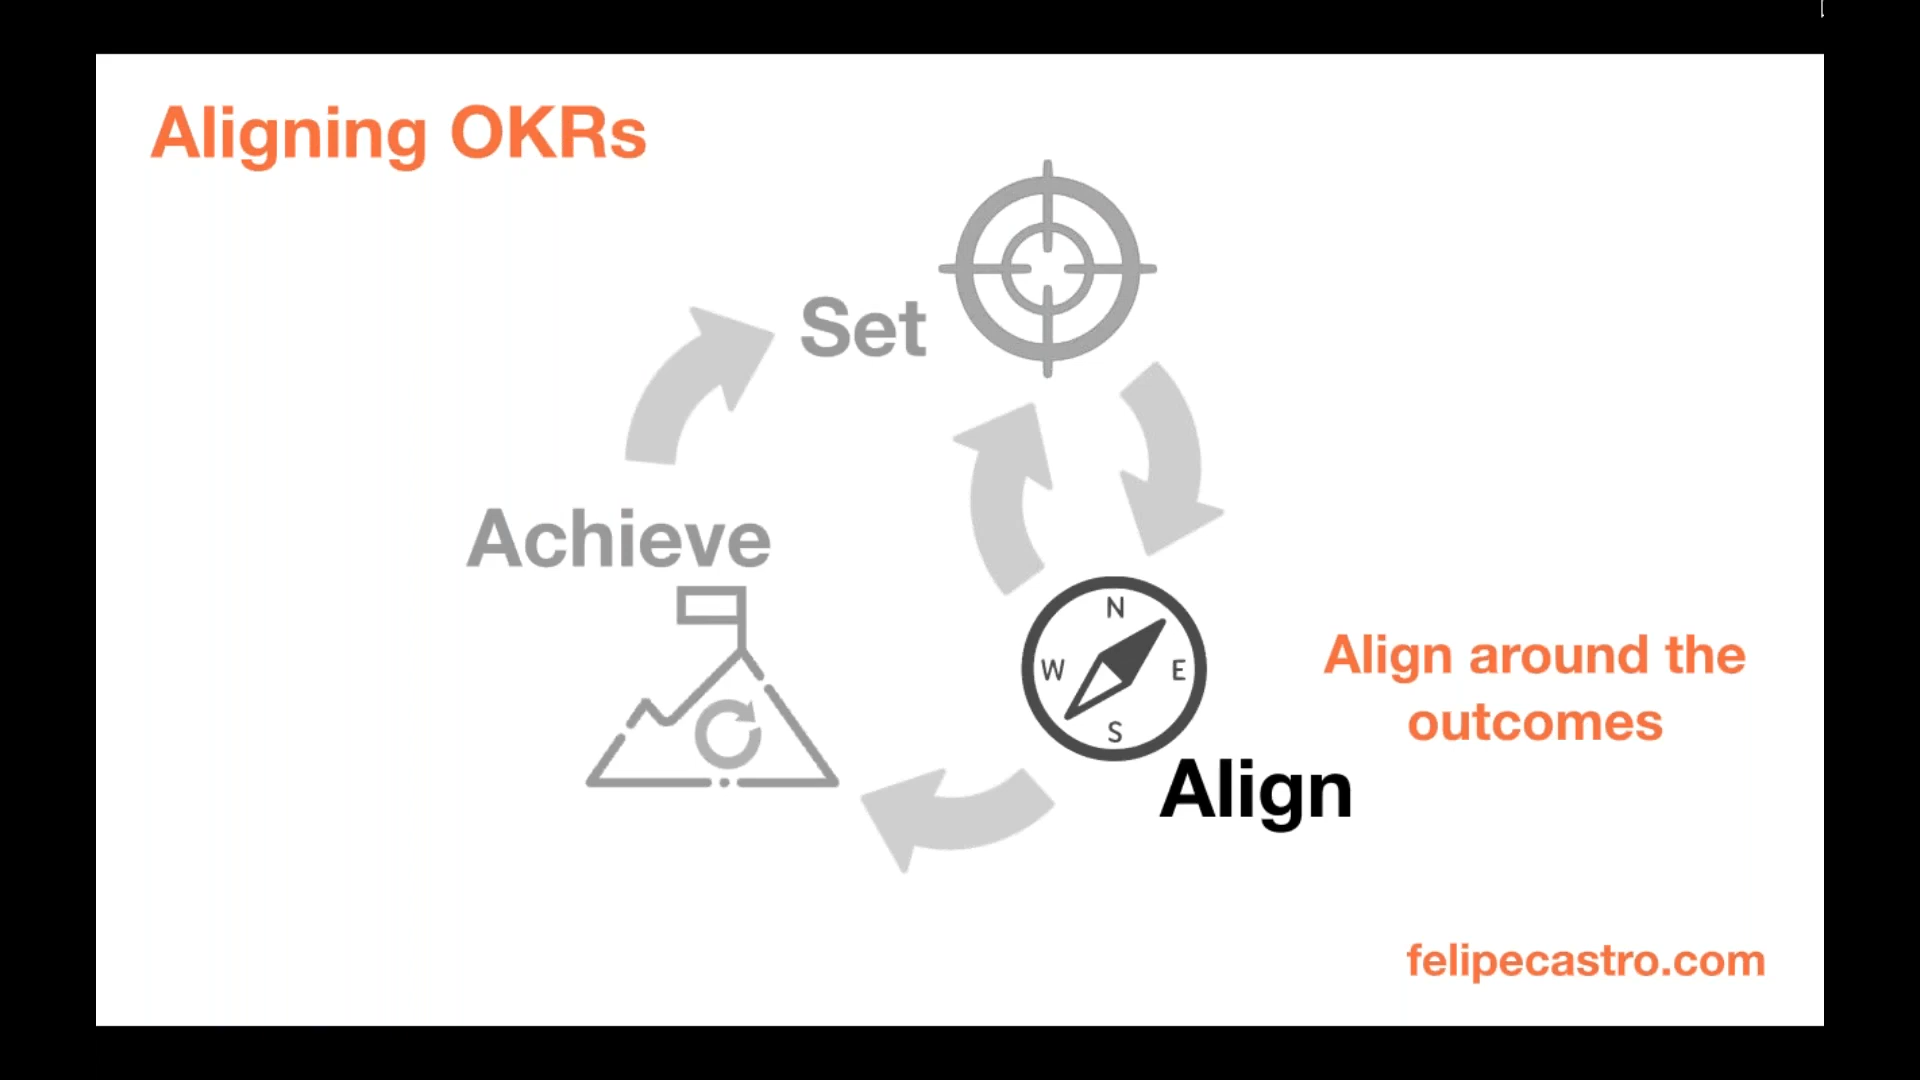 Aligning OKRs
Set
Achieve
N
W
E
S
Align around the
outcomes
Align
felipecastro.com